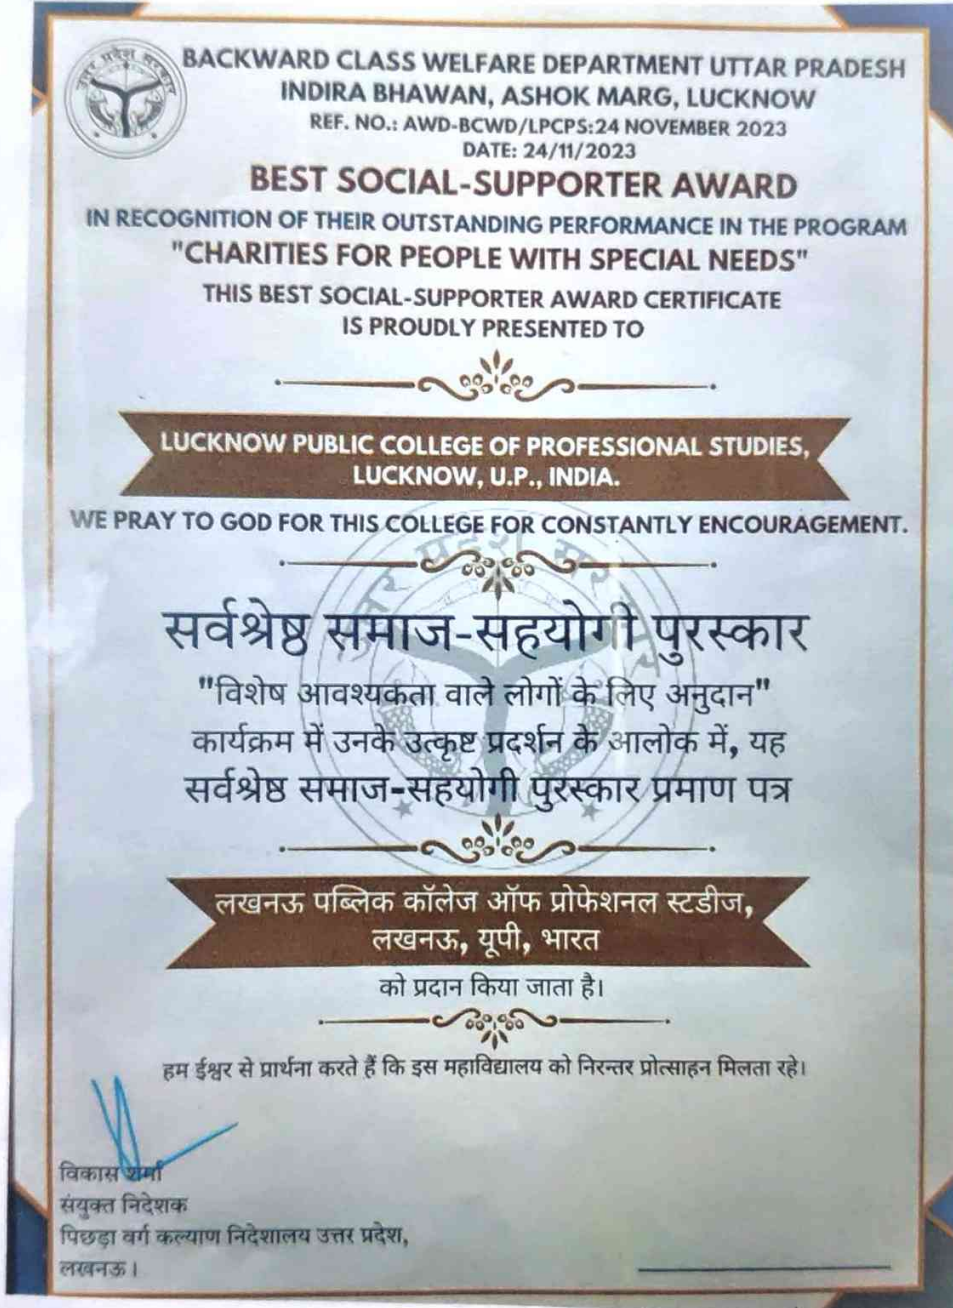 उत्तर प्रदेश सरकार
BACKWARD CLASS WELFARE DEPARTMENT UTTAR PRADESH
INDIRA BHAWAN, ASHOK MARG, LUCKNOW
REF. NO.: AWD-BCWD/LPCPS:24 NOVEMBER 2023
DATE: 24/11/2023
BEST SOCIAL-SUPPORTER AWARD
IN RECOGNITION OF THEIR OUTSTANDING PERFORMANCE IN THE PROGRAM
"CHARITIES FOR PEOPLE WITH SPECIAL NEEDS"
THIS BEST SOCIAL-SUPPORTER AWARD CERTIFICATE
IS PROUDLY PRESENTED TO
LUCKNOW PUBLIC COLLEGE OF PROFESSIONAL STUDIES,
LUCKNOW, U.P., INDIA.
WE PRAY TO GOD FOR THIS COLLEGE FOR CONSTANTLY ENCOURAGEMENT.
सर्वश्रेष्ठ समाज-सहयोगी पुरस्कार
"विशेष आवश्यकता वाले लोगों के लिए अनुदान"
कार्यक्रम में उनके उत्कृष्ट प्रदर्शन के आलोक में, यह
सर्वश्रेष्ठ समाज-सहयोगी पुरस्कार प्रमाण पत्र
लखनऊ पब्लिक कॉलेज ऑफ प्रोफेशनल स्टडीज,
लखनऊ, यूपी, भारत
को प्रदान किया जाता है।
हम ईश्वर से प्रार्थना करते हैं कि इस महाविद्यालय को निरन्तर प्रोत्साहन मिलता रहे।
विकास शर्मा
संयुक्त निदेशक
पिछड़ा वर्ग कल्याण निदेशालय उत्तर प्रदेश,
लखनऊ।